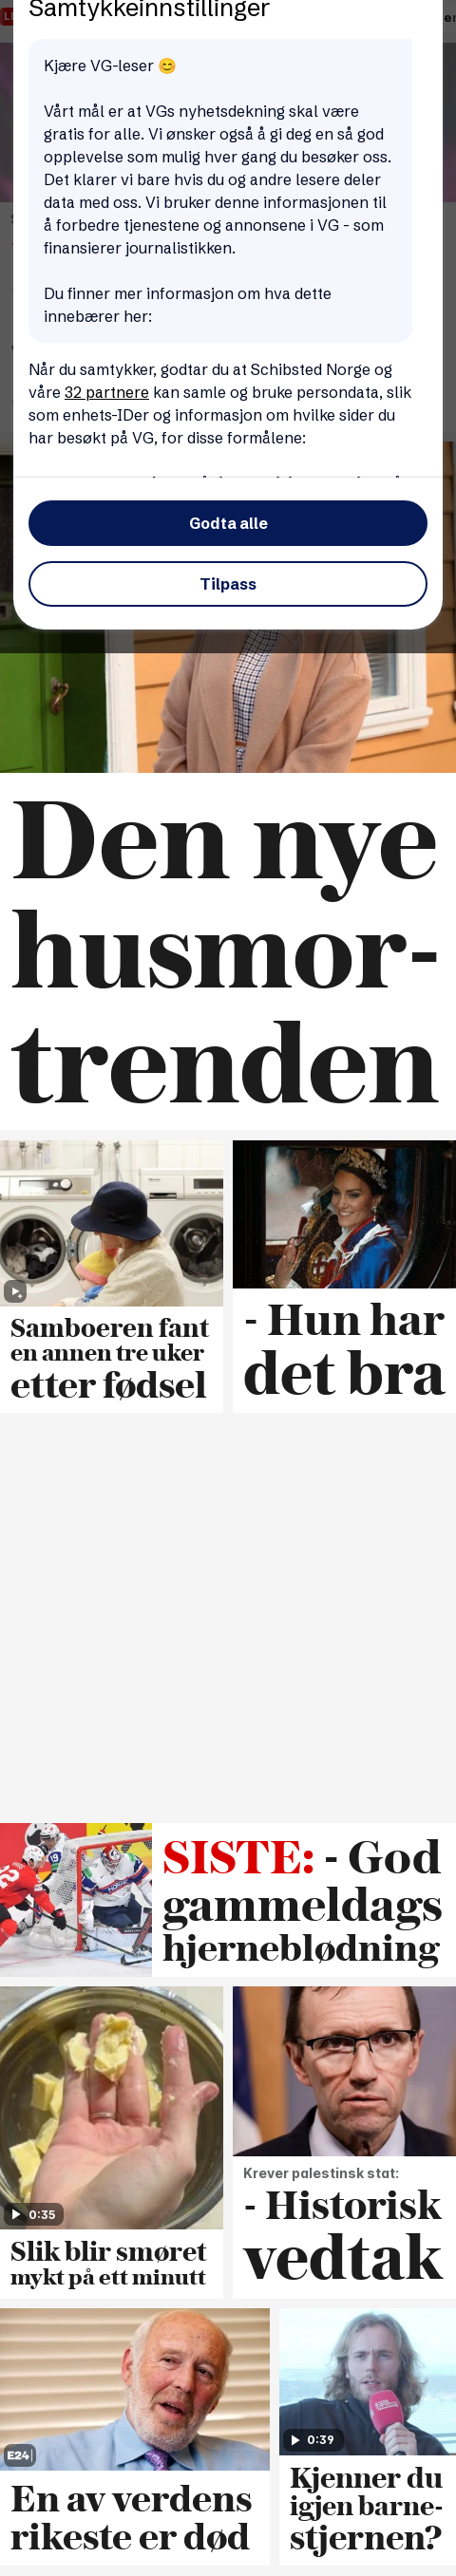 Samtykkeinnstillinger
Kjære VG-leser 😊
Vårt mål er at VGs nyhetsdekning skal være
gratis for alle. Vi ønsker også å gi deg en så god
opplevelse som mulig hver gang du besøker oss.
Det klarer vi bare hvis du og andre lesere deler
data med oss. Vi bruker denne informasjonen til
å forbedre tjenestene og annonsene i VG - som
finansierer journalistikken.
Du finner mer informasjon om hva dette
innebærer her:
Når du samtykker, godtar du at Schibsted Norge og
våre 32 partnere kan samle og bruke persondata, slik
som enhets-IDer og informasjon om hvilke sider du
har besøkt på VG, for disse formålene:
Godta alle
Tilpass
Den nye
husmor-
trenden
Samboeren fant
en annen tre uker
etter fødsel
- Hun har
det bra
SISTE: - God
gammeldags
hjerneblødning
0:35
Slik blir smøret
mykt på ett minutt
Krever palestinsk stat:
- Historisk
vedtak
E24
En av verdens
rikeste er død
0:39
Kjenner du
igjen barne-
stjernen?